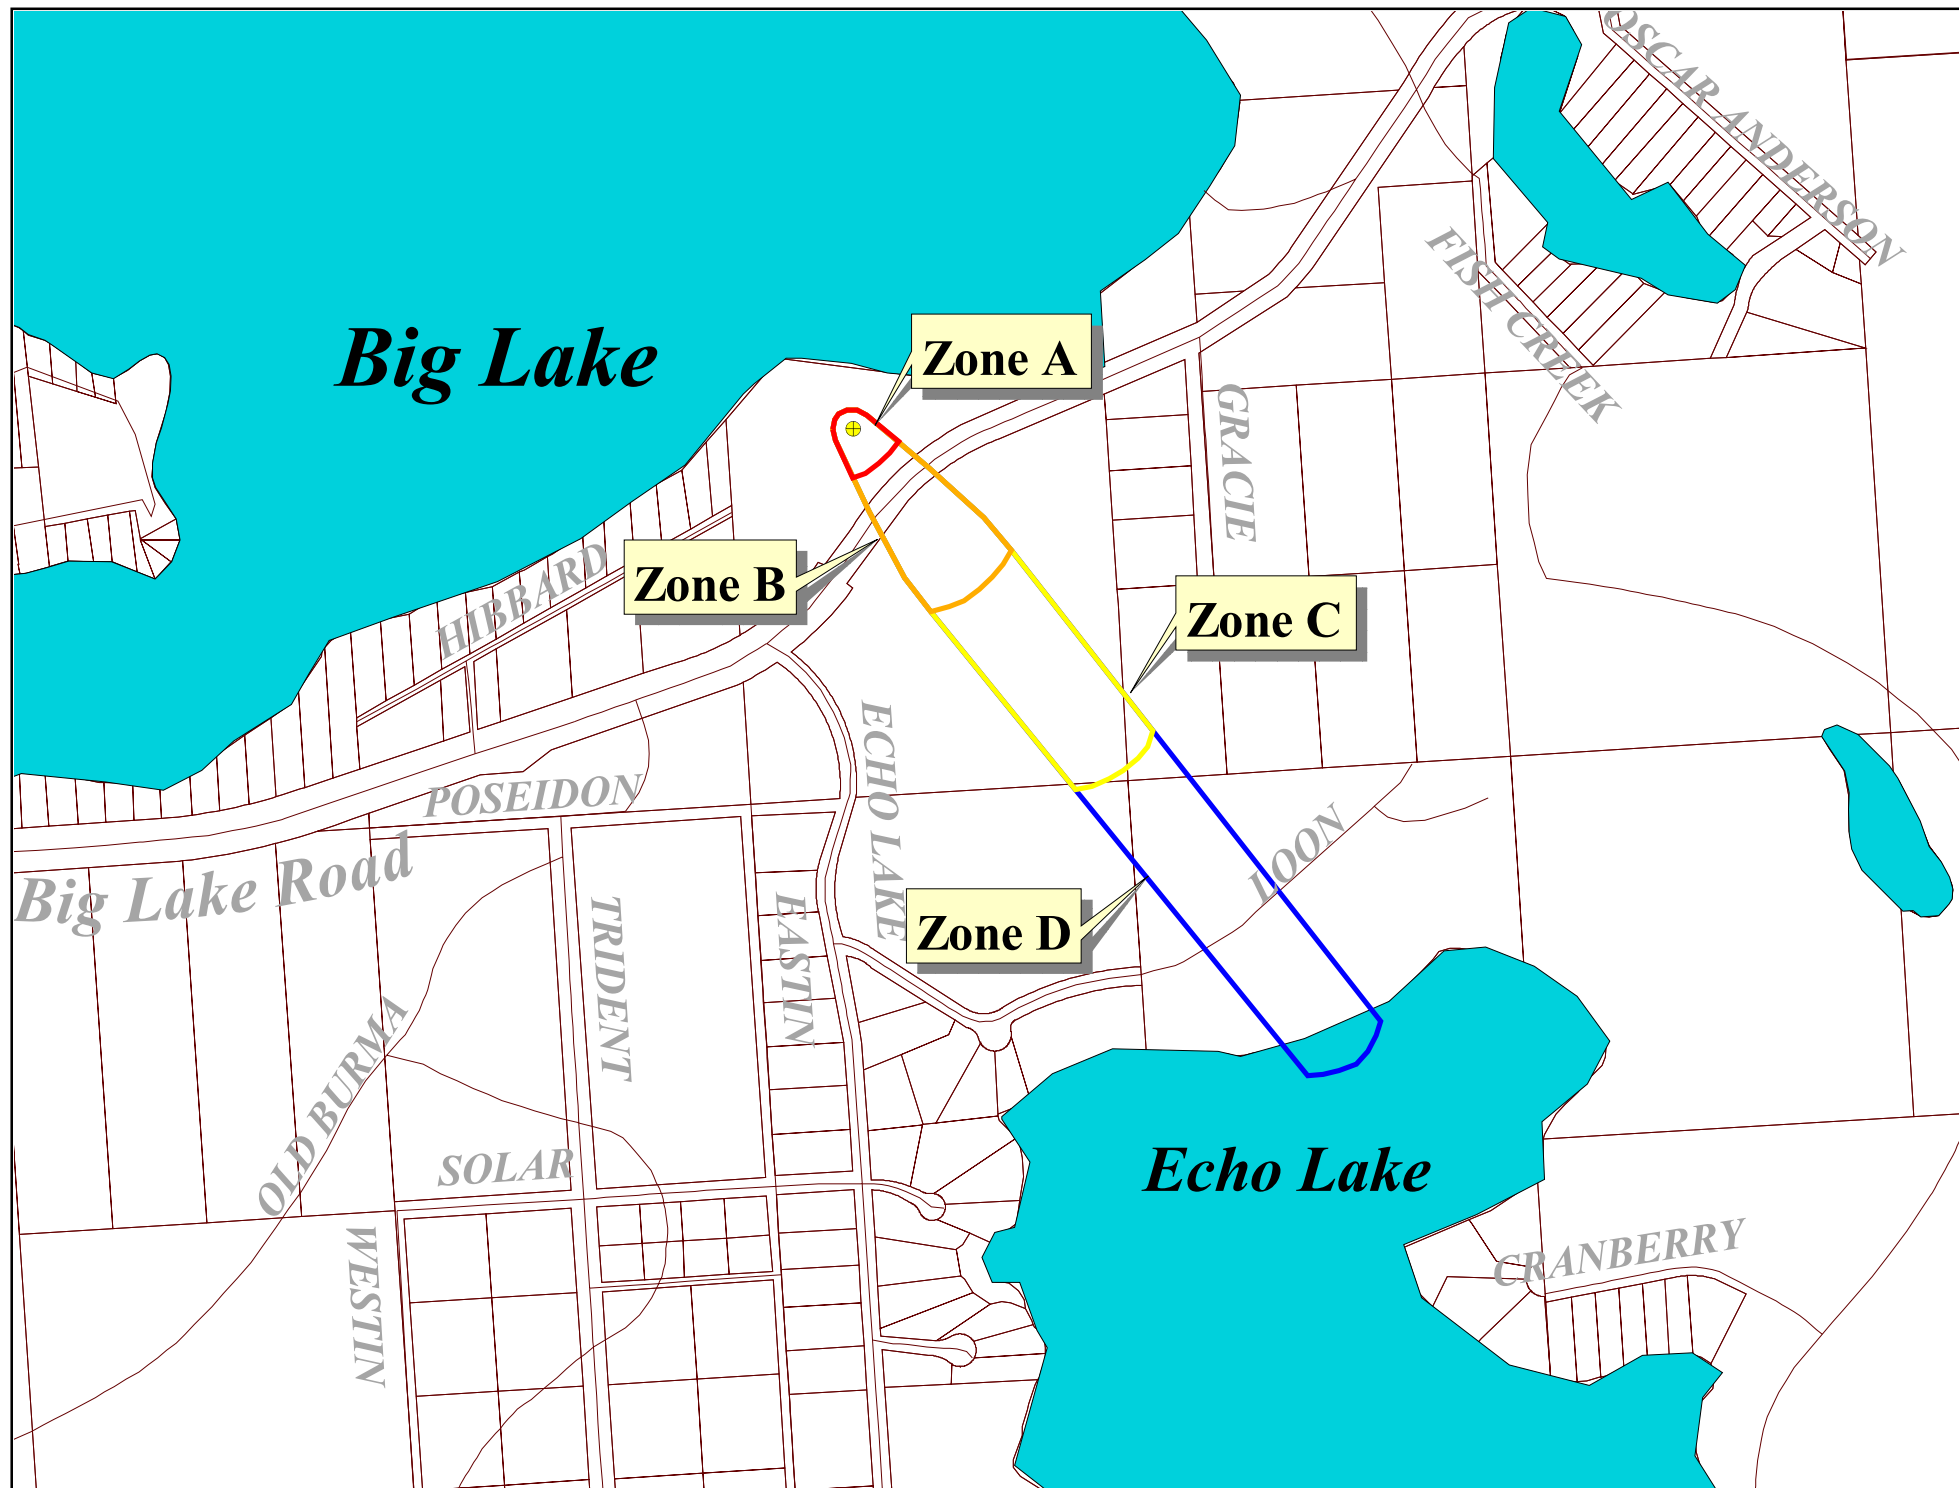 OSCAR ANDERSON
FISH CREEK
Big Lake
Zone A
GRACIE
HIBBARD
Zone B
Zone C
ECHO LAKE
POSEIDON
Big Lake Road
LOON
TRIDENT
EASTIN
Zone D
OLD BURMA
SOLAR
Echo Lake
WESTIN
CRANBERRY